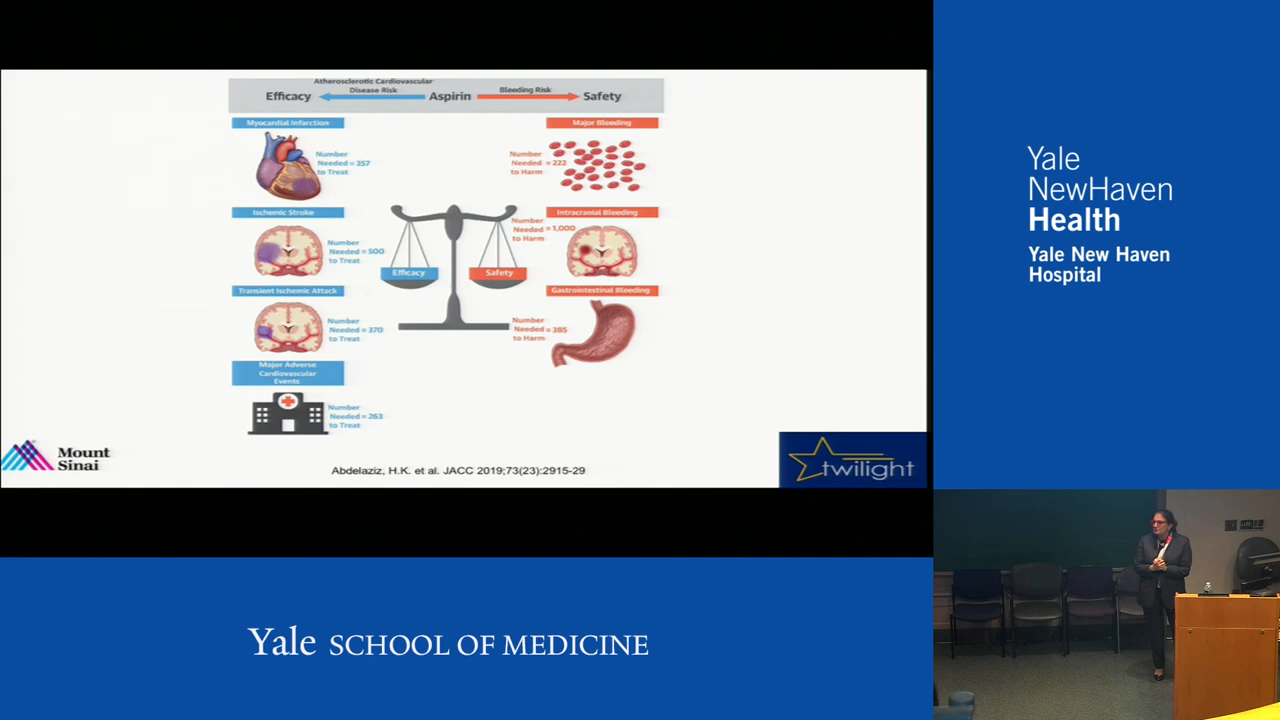 Atherosclerotic Cardiovascular
Disease Risk
Efficacy
Aspirin
Bleeding Risk
Safety
Myocardial Infarction
Number
Needed = 357
to Treat
Ischemic Stroke
Number
Needed = 500
to Treat
Transient Ischemic Attack
Number
Needed = 370
to Treat
Major Adverse
Cardiovascular
Events
Number
Needed = 263
to Treat
Efficacy
Safety
Major Bleeding
Number
Needed = 222
to Harm
Intracranial Bleeding
Number
Needed = 1,000
to Harm
Gastrointestinal Bleeding
Number
Needed = 385
to Harm
Mount
Sinai
Abdelaziz, H.K. et al. JACC 2019;73(23):2915-29
twilight
Yale
NewHaven
Health
Yale New Haven
Hospital
Yale SCHOOL OF MEDICINE